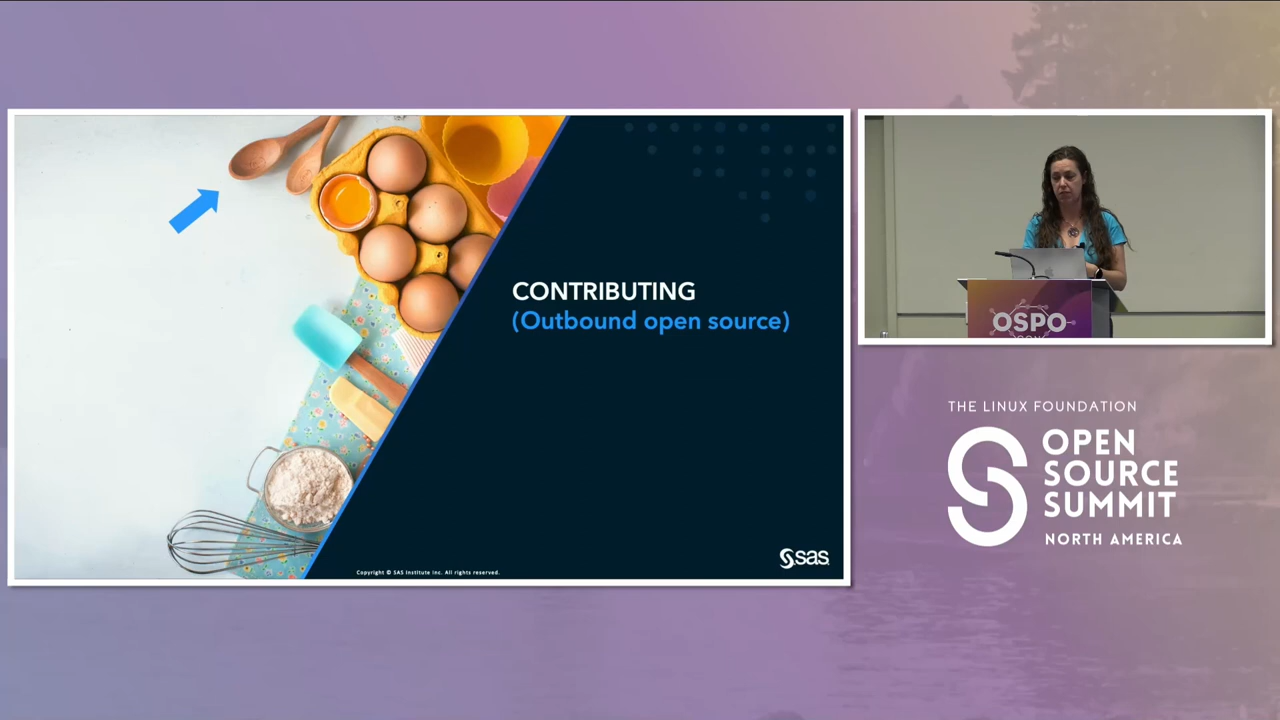 CONTRIBUTING
(Outbound open source)
Copyright © SAS Institute Inc. All rights reserved.
sas
OSPO
CON
THE LINUX FOUNDATION
OPEN
SOURCE
SUMMIT
NORTH AMERICA